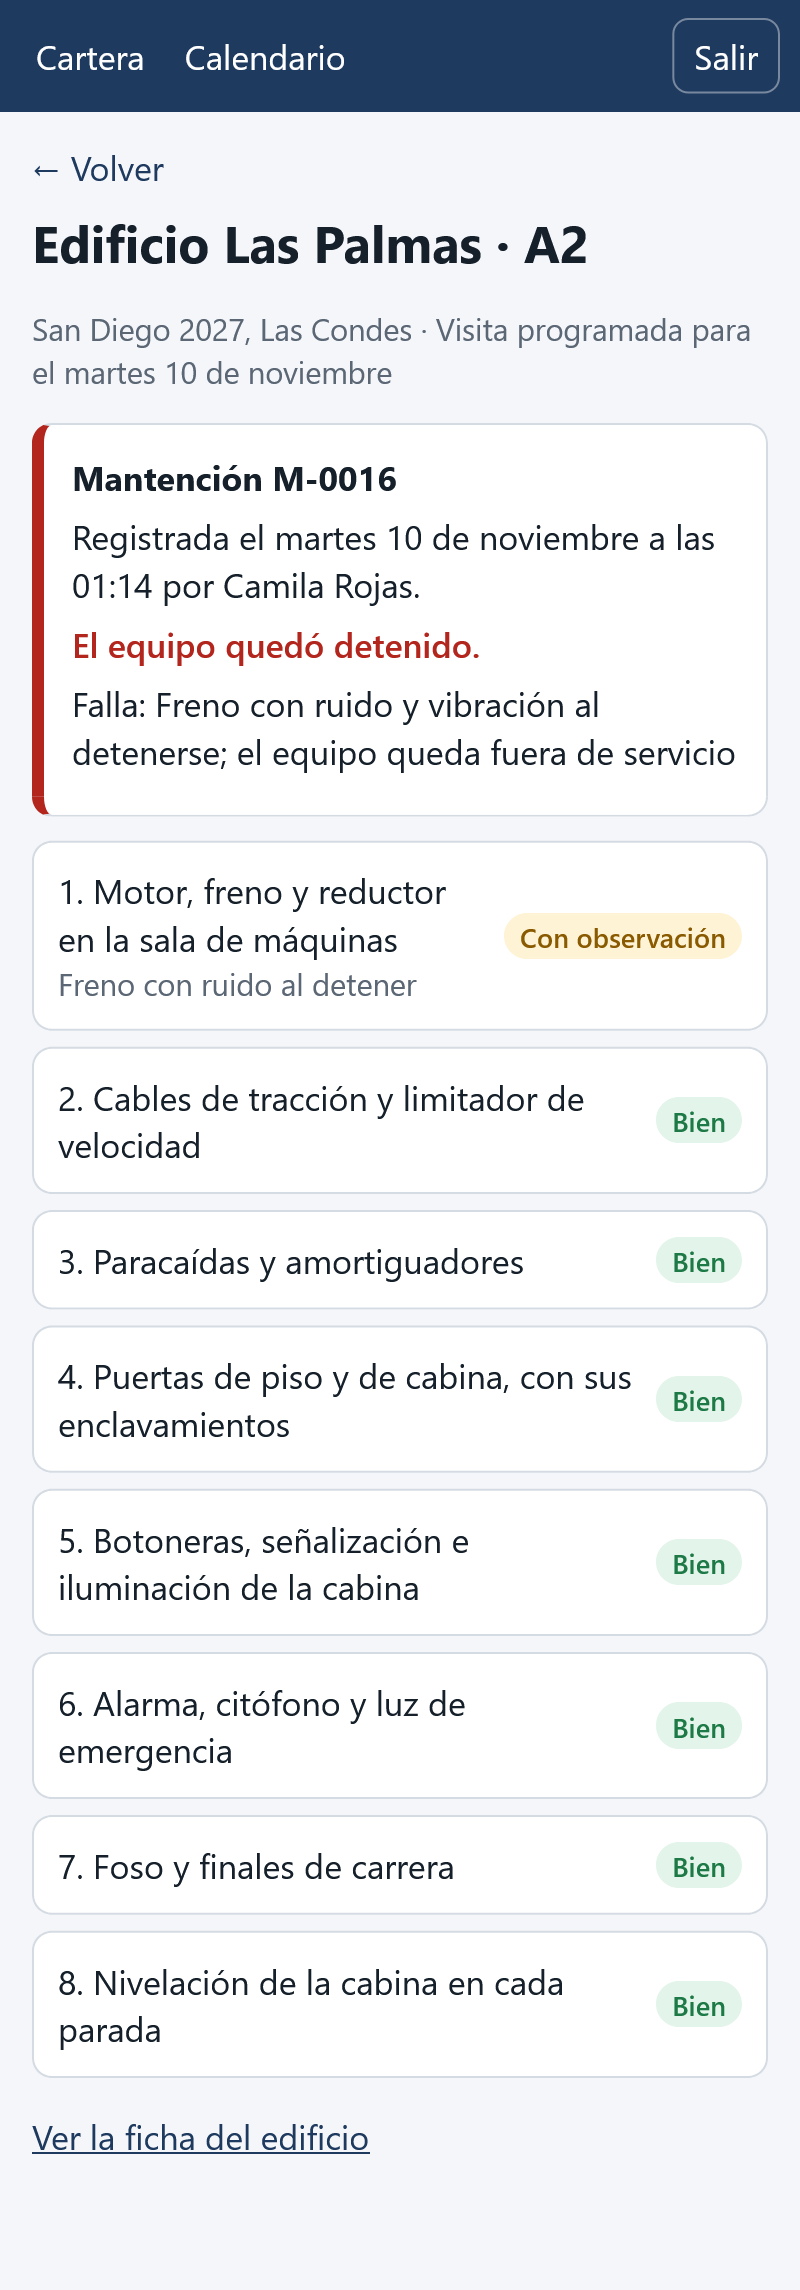 Cartera Calendario Salir
← Volver
Edificio Las Palmas · A2
San Diego 2027, Las Condes · Visita programada para
el martes 10 de noviembre
Mantención M-0016
Registrada el martes 10 de noviembre a las
01:14 por Camila Rojas.
El equipo quedó detenido.
Falla: Freno con ruido y vibración al
detenerse; el equipo queda fuera de servicio
1. Motor, freno y reductor
en la sala de máquinas
Freno con ruido al detener
Con observación
2. Cables de tracción y limitador de
velocidad
Bien
3. Paracaídas y amortiguadores
Bien
4. Puertas de piso y de cabina, con sus
enclavamientos
Bien
5. Botoneras, señalización e
iluminación de la cabina
Bien
6. Alarma, citófono y luz de
emergencia
Bien
7. Foso y finales de carrera
Bien
8. Nivelación de la cabina en cada
parada
Bien
Ver la ficha del edificio